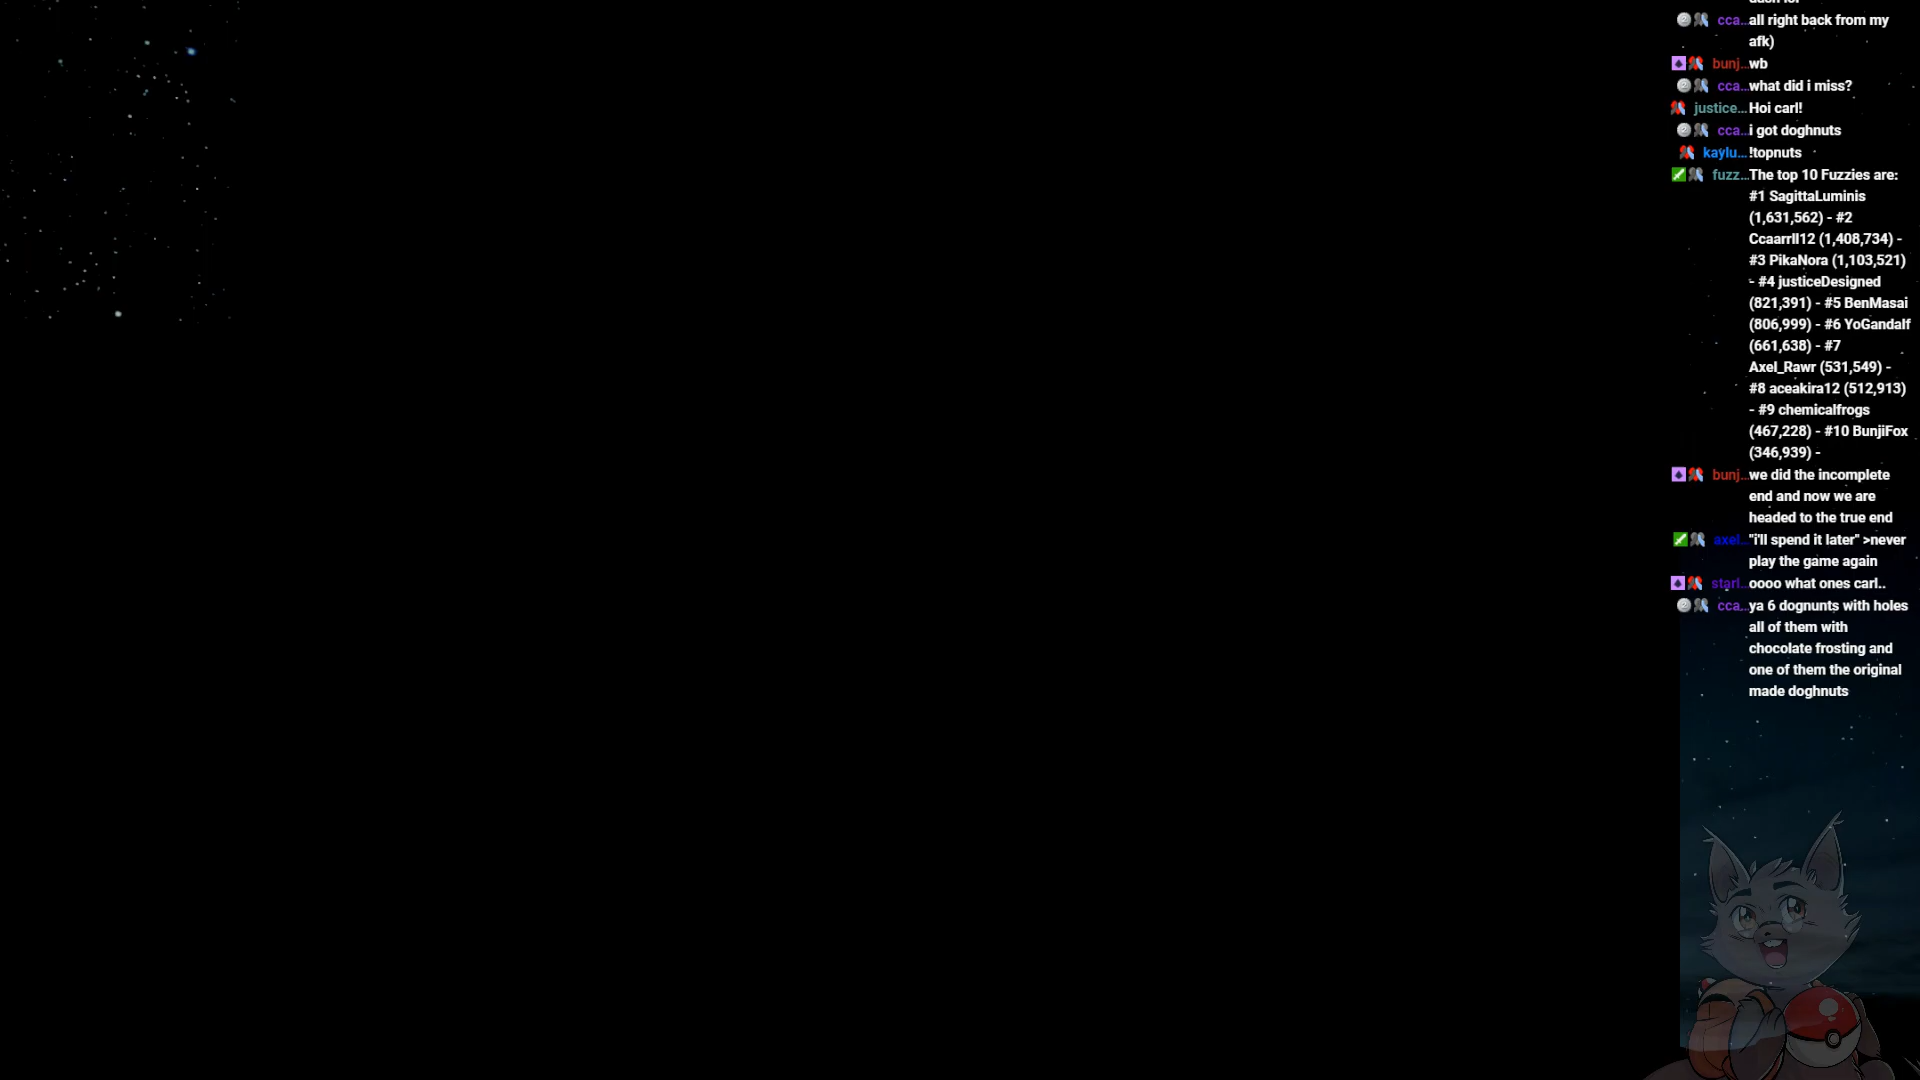 cca... all right back from my
afk)
bunj... wb
cca... what did i miss?
justice... Hoi carl!
cca... i got doghnuts
kaylu... !topnuts
fuzz... The top 10 Fuzzies are:
#1 SagittaLuminis
(1,631,562) - #2
Ccaarrll12 (1,408,734) -
#3 PikaNora (1,103,521)
- #4 justiceDesigned
(821,391) - #5 BenMasai
(806,999) - #6 YoGandalf
(661,638) - #7
Axel_Rawr (531,549) -
#8 aceakira12 (512,913)
- #9 chemicalfrogs
(467,228) - #10 BunjiFox
(346,939) -
bunj... we did the incomplete
end and now we are
headed to the true end
axel... "i'll spend it later" >never
play the game again
starl... oooo what ones carl..
cca... ya 6 dognunts with holes
all of them with
chocolate frosting and
one of them the original
made doghnuts